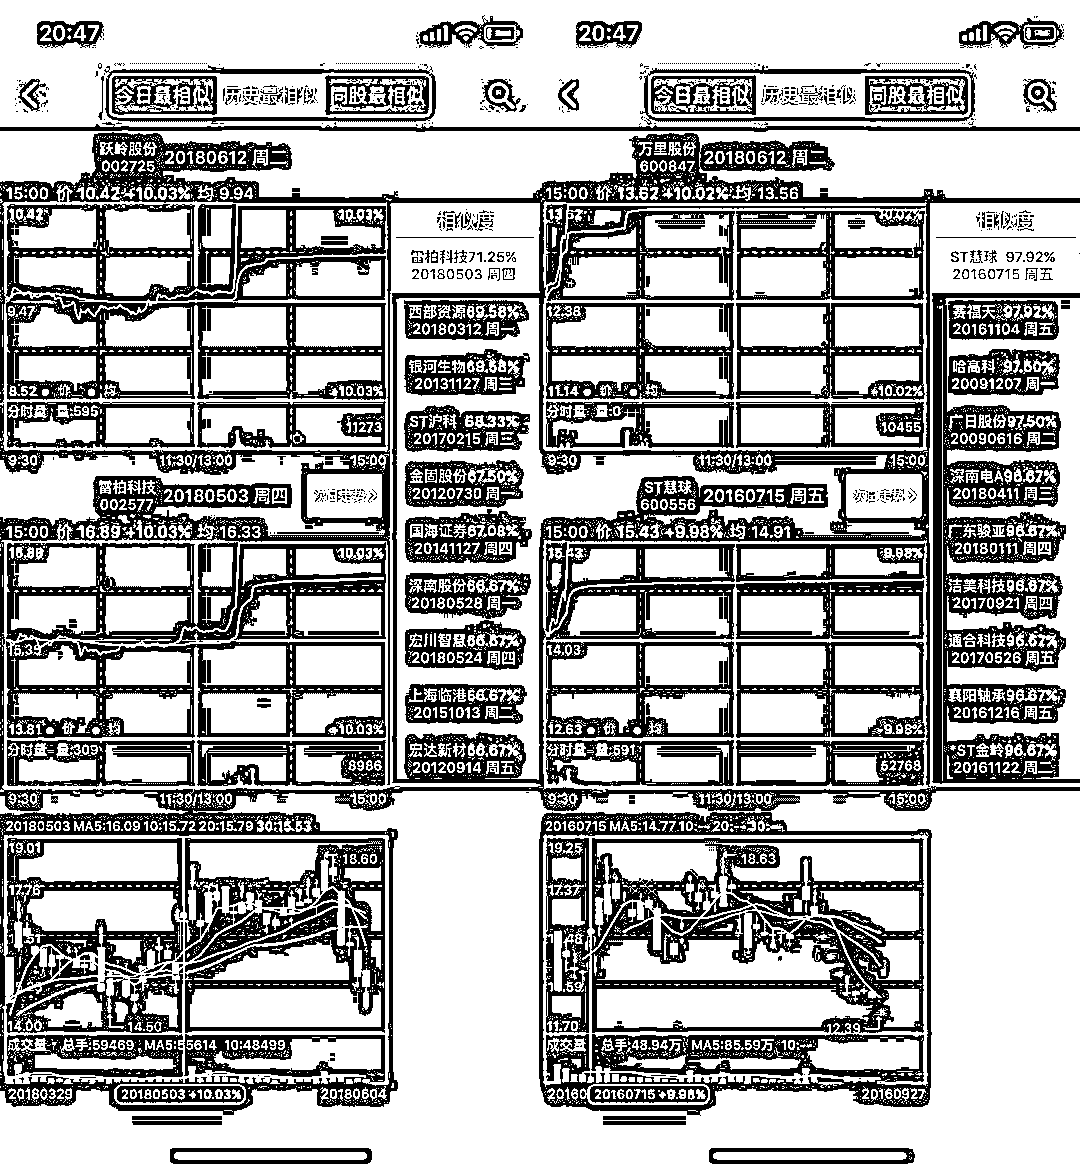 20:47
今日最相似 历史最相似 同股最相似
跃岭股份
002725 20180612 周二
15:00 价 10.42 +10.03% 均 9.94
10.42 10.03%
9.47
8.52 价 均 +10.03%
分时量 量:595
11273
9:30 11:30/13:00 15:00
相似度
雷柏科技71.25%
20180503 周四
西部资源69.58%
20180312 周一
银河生物68.68%
20131127 周三
ST沪科 68.33%
20170215 周三
金固股份67.50%
20120730 周一
国海证券67.08%
20141127 周四
深南股份66.67%
20180528 周一
宏川智慧66.67%
20180524 周四
上海临港66.67%
20151013 周二
宏达新材66.67%
20120914 周五
雷柏科技
002577 20180503 周四
次日走势
15:00 价 16.89 +10.03% 均 16.33
16.89 10.03%
15.35
13.81 价 均 +10.03%
分时量 量:309
8986
9:30 11:30/13:00 15:00
20180503 MA5:16.09 10:15.72 20:15.79 30:15.53
19.01
18.60
17.76
14.00 14.50
成交量 总手:59469 MA5:55614 10:48499
20180329 20180503 +10.03% 20180604
20:47
今日最相似 历史最相似 同股最相似
万里股份
600847 20180612 周二
15:00 价 13.62 +10.02% 均 13.56
13.62 10.02%
12.38
11.14 价 均 +10.02%
分时量 量:0
10455
9:30 11:30/13:00 15:00
相似度
ST慧球 97.92%
20160715 周五
赛福天 97.92%
20161104 周五
哈高科 97.50%
20091207 周一
广日股份97.50%
20090616 周二
深南电A96.67%
20180411 周三
广东骏亚96.67%
20180111 周四
洁美科技96.67%
20170921 周四
通合科技96.67%
20170526 周五
襄阳轴承96.67%
20161216 周五
*ST金岭96.67%
20161122 周二
ST慧球
600556 20160715 周五
次日走势
15:00 价 15.43 +9.98% 均 14.91
15.43 9.98%
14.03
12.63 价 均 -9.98%
分时量 量:591
52768
9:30 11:30/13:00 15:00
20160715 MA5:14.77 10:-- 20:-- 30:--
19.25
18.63
17.37
11.70 12.39
成交量 总手:48.94万 MA5:85.59万 10:--
20160 20160715 +9.98% 20160927